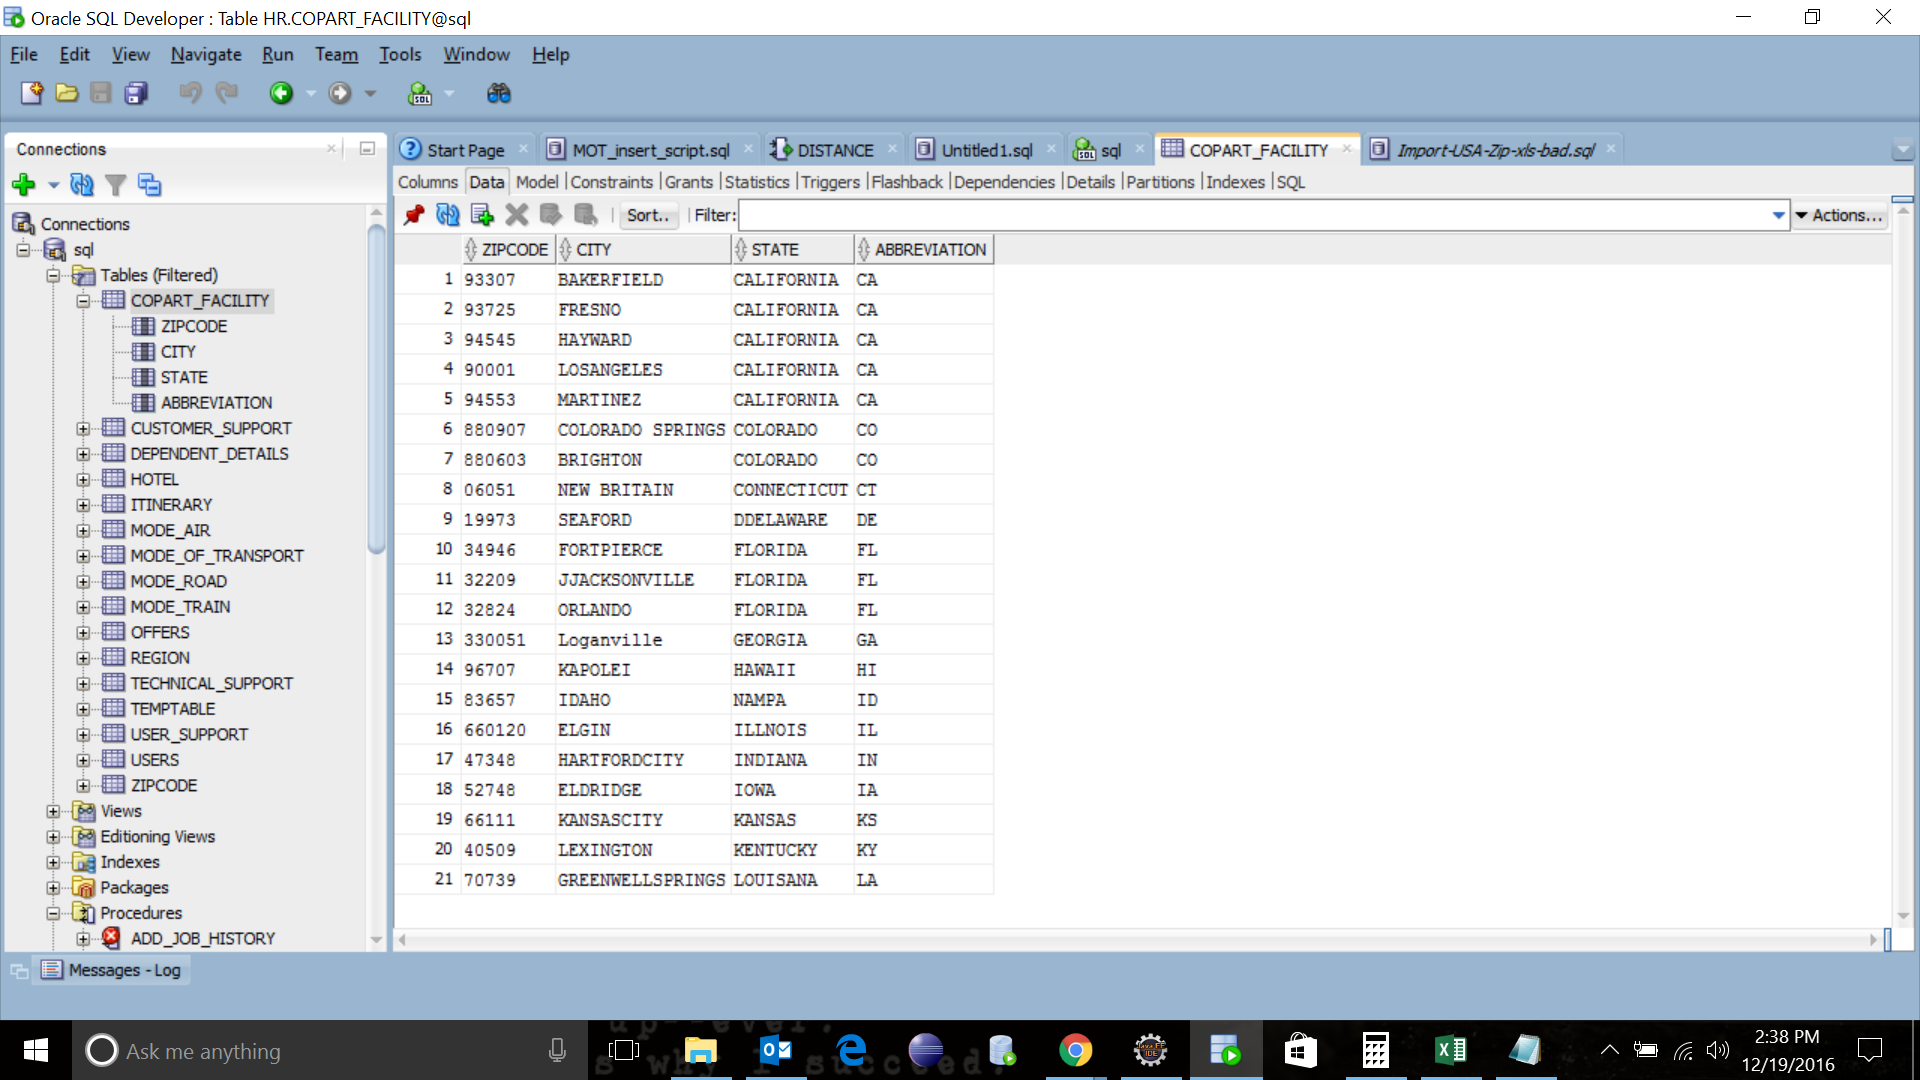 Oracle SQL Developer : Table HR.COPART_FACILITY@sql
File Edit View Navigate Run Team Tools Window Help
SQL
Connections
Start Page MOT_insert_script.sql DISTANCE Untitled1.sql sql COPART_FACILITY Import-USA-Zip-xls-bad.sql
Columns Data Model Constraints Grants Statistics Triggers Flashback Dependencies Details Partitions Indexes SQL
Sort.. Filter: Actions...
Connections
sql
Tables (Filtered)
COPART_FACILITY
ZIPCODE
CITY
STATE
ABBREVIATION
CUSTOMER_SUPPORT
DEPENDENT_DETAILS
HOTEL
ITINERARY
MODE_AIR
MODE_OF_TRANSPORT
MODE_ROAD
MODE_TRAIN
OFFERS
REGION
TECHNICAL_SUPPORT
TEMPTABLE
USER_SUPPORT
USERS
ZIPCODE
Views
Editioning Views
Indexes
Packages
Procedures
ADD_JOB_HISTORY
ZIPCODE CITY STATE ABBREVIATION
1 93307 BAKERFIELD CALIFORNIA CA
2 93725 FRESNO CALIFORNIA CA
3 94545 HAYWARD CALIFORNIA CA
4 90001 LOSANGELES CALIFORNIA CA
5 94553 MARTINEZ CALIFORNIA CA
6 880907 COLORADO SPRINGS COLORADO CO
7 880603 BRIGHTON COLORADO CO
8 06051 NEW BRITAIN CONNECTICUT CT
9 19973 SEAFORD DDELAWARE DE
10 34946 FORTPIERCE FLORIDA FL
11 32209 JJACKSONVILLE FLORIDA FL
12 32824 ORLANDO FLORIDA FL
13 330051 Loganville GEORGIA GA
14 96707 KAPOLEI HAWAII HI
15 83657 IDAHO NAMPA ID
16 660120 ELGIN ILLNOIS IL
17 47348 HARTFORDCITY INDIANA IN
18 52748 ELDRIDGE IOWA IA
19 66111 KANSASCITY KANSAS KS
20 40509 LEXINGTON KENTUCKY KY
21 70739 GREENWELLSPRINGS LOUISANA LA
Messages - Log
Ask me anything
s why i succeed.
2:38 PM
12/19/2016